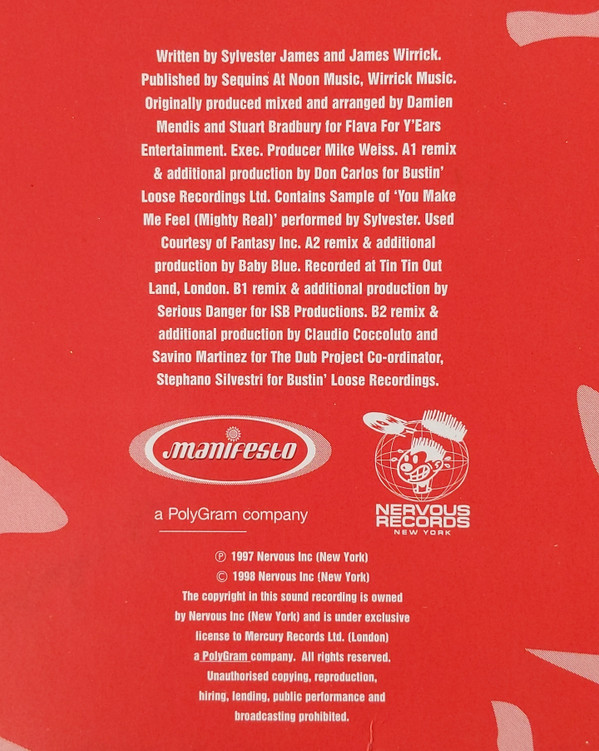 Written by Sylvester James and James Wirrick.
Published by Sequins At Noon Music, Wirrick Music.
Originally produced mixed and arranged by Damien
Mendis and Stuart Bradbury for Flava For Y'Ears
Entertainment. Exec. Producer Mike Weiss. A1 remix
& additional production by Don Carlos for Bustin'
Loose Recordings Ltd. Contains Sample of ‘You Make
Me Feel (Mighty Real)’ performed by Sylvester. Used
Courtesy of Fantasy Inc. A2 remix & additional
production by Baby Blue. Recorded at Tin Tin Out
Land, London. B1 remix & additional production by
Serious Danger for ISB Productions. B2 remix &
additional production by Claudio Coccoluto and
Savino Martinez for The Dub Project Co-ordinator,
Stephano Silvestri for Bustin' Loose Recordings.
manifesto
a PolyGram company
NERVOUS
RECORDS
NEW YORK
℗ 1997 Nervous Inc (New York)
© 1998 Nervous Inc (New York)
The copyright in this sound recording is owned
by Nervous Inc (New York) and is under exclusive
license to Mercury Records Ltd. (London)
a PolyGram company. All rights reserved.
Unauthorised copying, reproduction,
hiring, lending, public performance and
broadcasting prohibited.